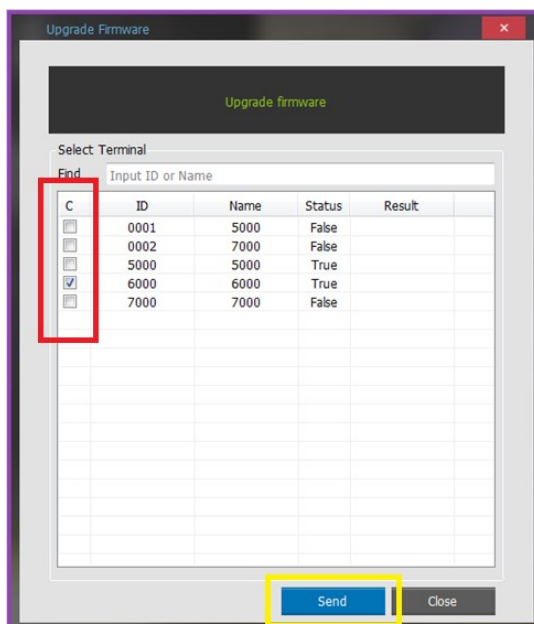 Upgrade Firmware
Upgrade firmware
Select Terminal
Find Input ID or Name
C ID Name Status Result
0001 5000 False
0002 7000 False
5000 5000 True
6000 6000 True
7000 7000 False
Send Close